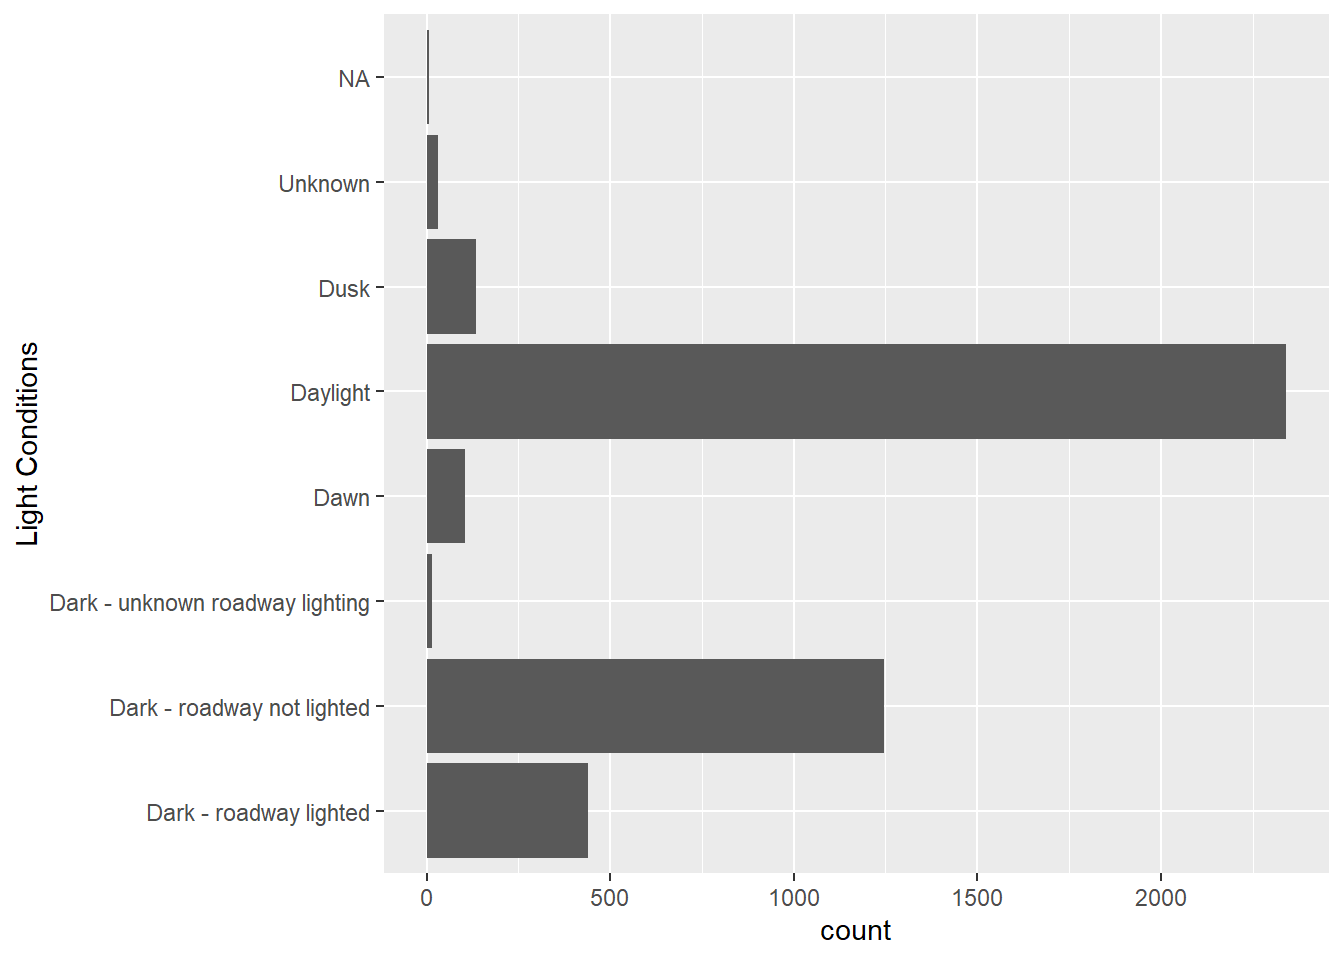 NA
Unknown
Dusk
Daylight
Dawn
Dark - unknown roadway lighting
Dark - roadway not lighted
Dark - roadway lighted
Light Conditions
0 500 1000 1500 2000
count